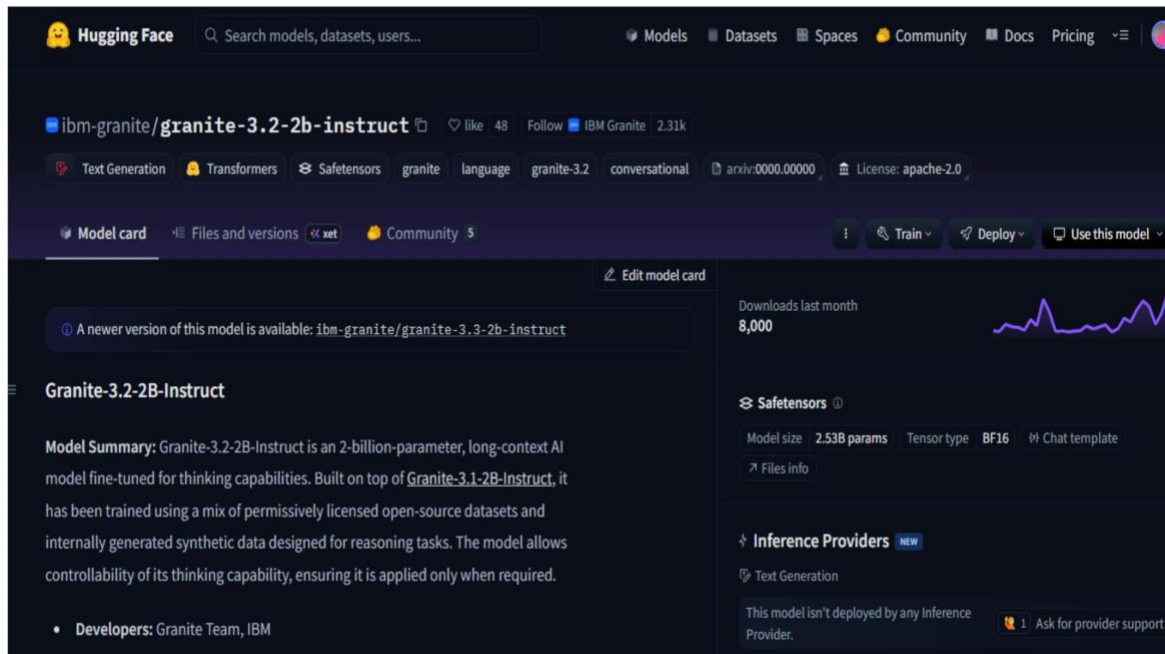 Hugging Face Search models, datasets, users... Models Datasets Spaces Community Docs Pricing
ibm-granite/granite-3.2-2b-instruct like 48 Follow IBM Granite 2.31k
Text Generation Transformers Safetensors granite language granite-3.2 conversational arxiv:0000.00000 License: apache-2.0
Model card Files and versions xet Community 5 Train Deploy Use this model
Edit model card
A newer version of this model is available: ibm-granite/granite-3.3-2b-instruct
Granite-3.2-2B-Instruct
Model Summary: Granite-3.2-2B-Instruct is an 2-billion-parameter, long-context AI
model fine-tuned for thinking capabilities. Built on top of Granite-3.1-2B-Instruct, it
has been trained using a mix of permissively licensed open-source datasets and
internally generated synthetic data designed for reasoning tasks. The model allows
controllability of its thinking capability, ensuring it is applied only when required.
• Developers: Granite Team, IBM
Downloads last month
8,000
Safetensors
Model size 2.53B params Tensor type BF16 Chat template
Files info
Inference Providers NEW
Text Generation
This model isn't deployed by any Inference
Provider.
1 Ask for provider support